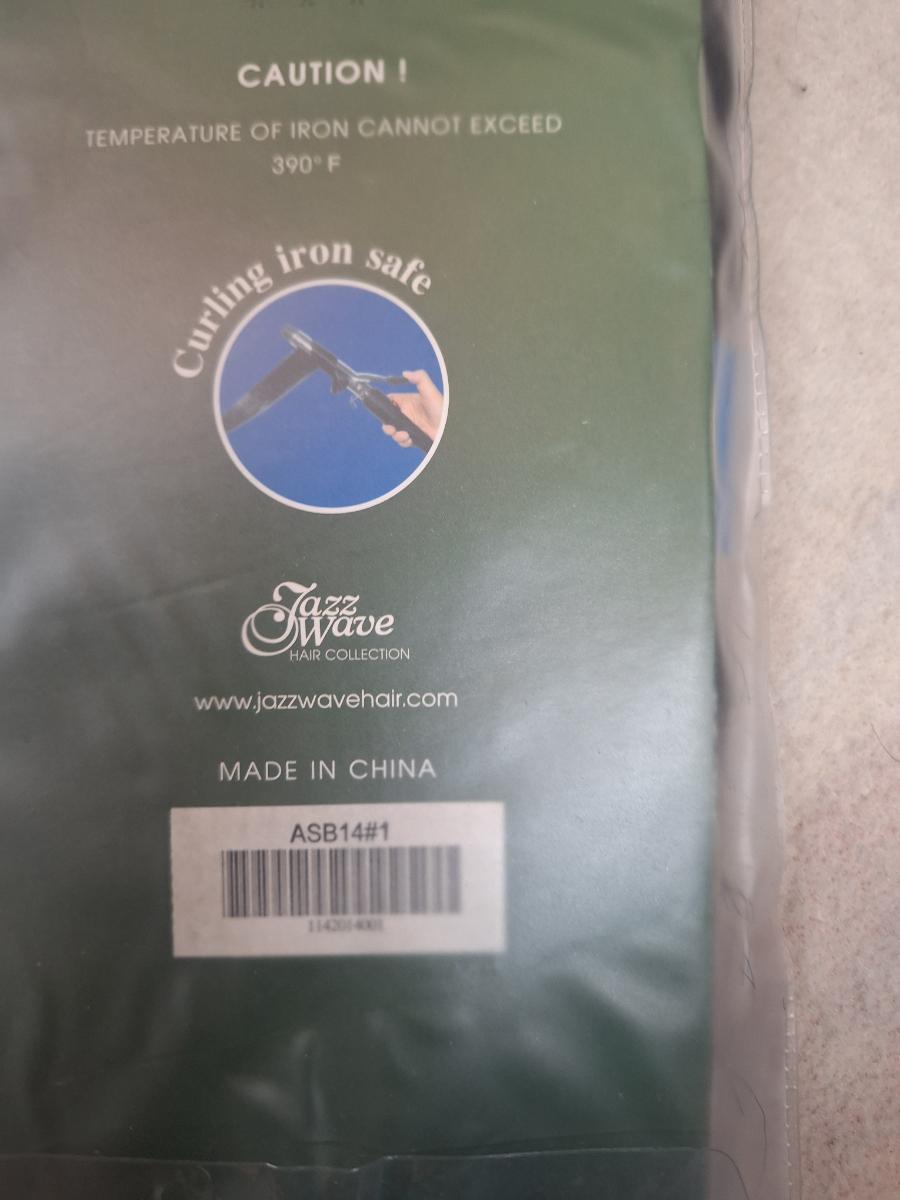 CAUTION !
TEMPERATURE OF IRON CANNOT EXCEED
390° F
Curling iron safe
Jazz
Wave
HAIR COLLECTION
www.jazzwavehair.com
MADE IN CHINA
ASB14#1
1142014001